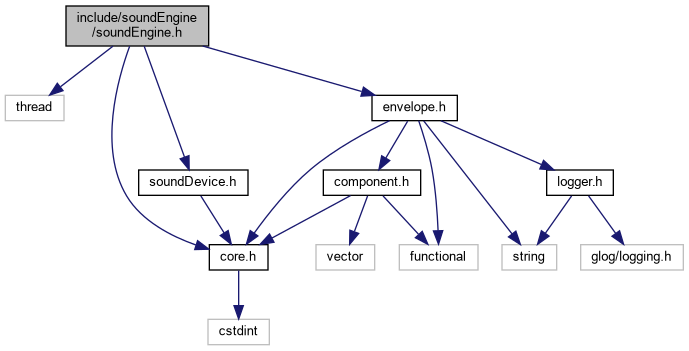 include/soundEngine
/soundEngine.h
thread
envelope.h
soundDevice.h
component.h
logger.h
core.h
vector
functional
string
glog/logging.h
cstdint